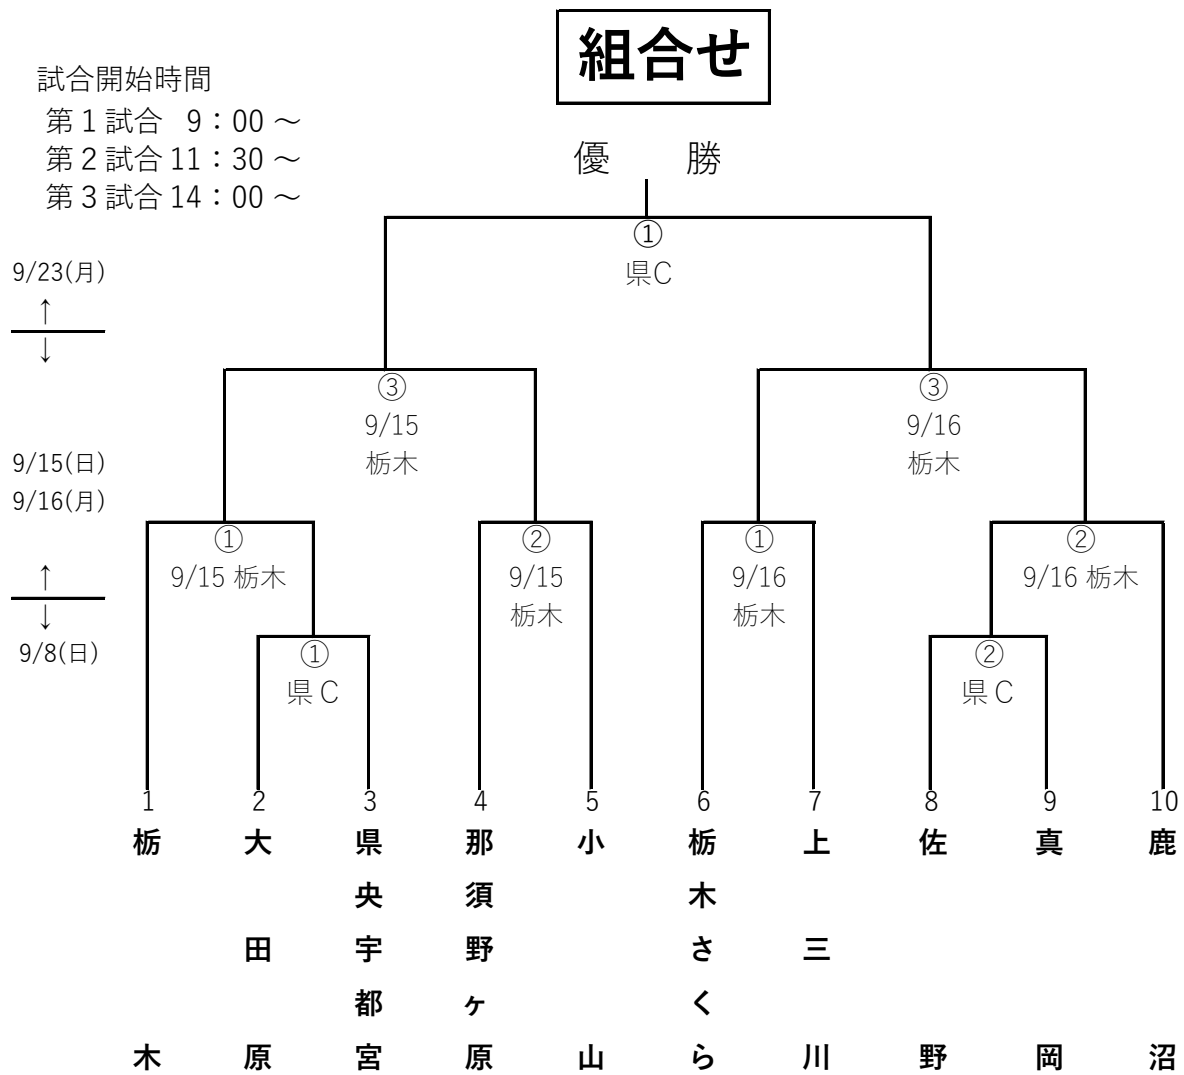 組合せ
試合開始時間
第1試合 9：00～
第2試合11：30～
第3試合14：00～
優 勝
①
県C
9/23(月)
↑
↓
③
9/15
栃木
③
9/16
栃木
9/15(日)
9/16(月)
①
9/15 栃木
②
9/15
栃木
①
9/16
栃木
②
9/16 栃木
↑
↓
9/8(日)
①
県C
②
県C
1 2 3 4 5 6 7 8 9 10
栃木
大田原
県央宇都宮
那須野ヶ原
小山
栃木さくら
上三川
佐野
真岡
鹿沼